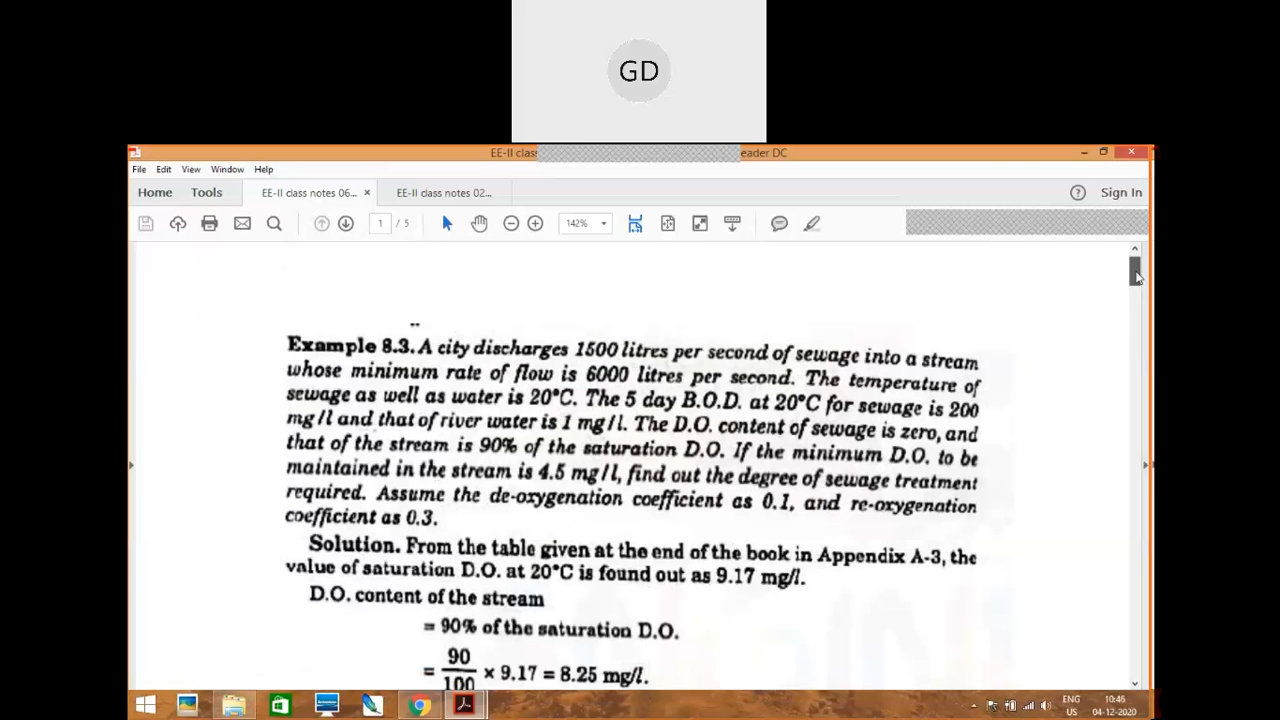 GD
EE-II class
eader DC
File Edit View Window Help
Home Tools EE-II class notes 06... × EE-II class notes 02... Sign In
1 / 5 142%
Example 8.3. A city discharges 1500 litres per second of sewage into a stream
whose minimum rate of flow is 6000 litres per second. The temperature of
sewage as well as water is 20°C. The 5 day B.O.D. at 20°C for sewage is 200
mg/l and that of river water is 1 mg/l. The D.O. content of sewage is zero, and
that of the stream is 90% of the saturation D.O. If the minimum D.O. to be
maintained in the stream is 4.5 mg/l, find out the degree of sewage treatment
required. Assume the de-oxygenation coefficient as 0.1, and re-oxygenation
coefficient as 0.3.
Solution. From the table given at the end of the book in Appendix A-3, the
value of saturation D.O. at 20°C is found out as 9.17 mg/l.
D.O. content of the stream
= 90% of the saturation D.O.
= 90/100 × 9.17 = 8.25 mg/l.
ENG 10:46
US 04-12-2020